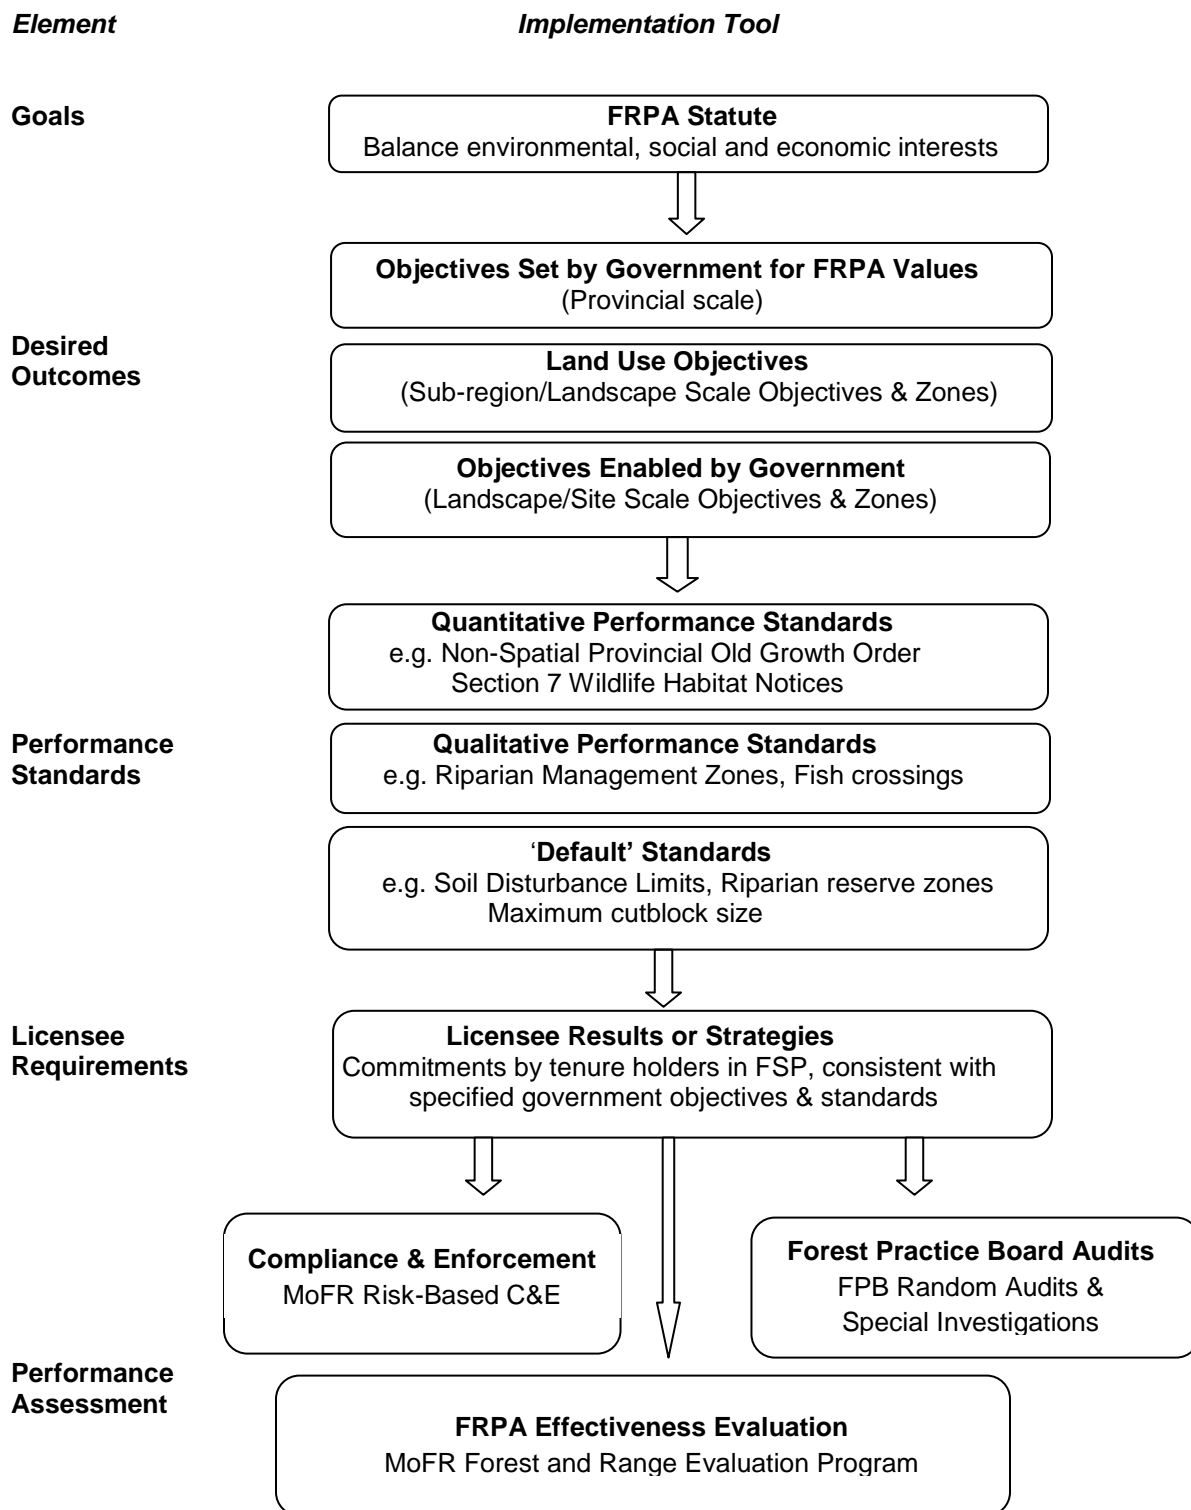 Element
Implementation Tool
Goals
FRPA Statute
Balance environmental, social and economic interests
Objectives Set by Government for FRPA Values
(Provincial scale)
Desired
Outcomes
Land Use Objectives
(Sub-region/Landscape Scale Objectives & Zones)
Objectives Enabled by Government
(Landscape/Site Scale Objectives & Zones)
Quantitative Performance Standards
e.g. Non-Spatial Provincial Old Growth Order
Section 7 Wildlife Habitat Notices
Performance
Standards
Qualitative Performance Standards
e.g. Riparian Management Zones, Fish crossings
‘Default’ Standards
e.g. Soil Disturbance Limits, Riparian reserve zones
Maximum cutblock size
Licensee
Requirements
Licensee Results or Strategies
Commitments by tenure holders in FSP, consistent with
specified government objectives & standards
Compliance & Enforcement
MoFR Risk-Based C&E
Forest Practice Board Audits
FPB Random Audits &
Special Investigations
Performance
Assessment
FRPA Effectiveness Evaluation
MoFR Forest and Range Evaluation Program